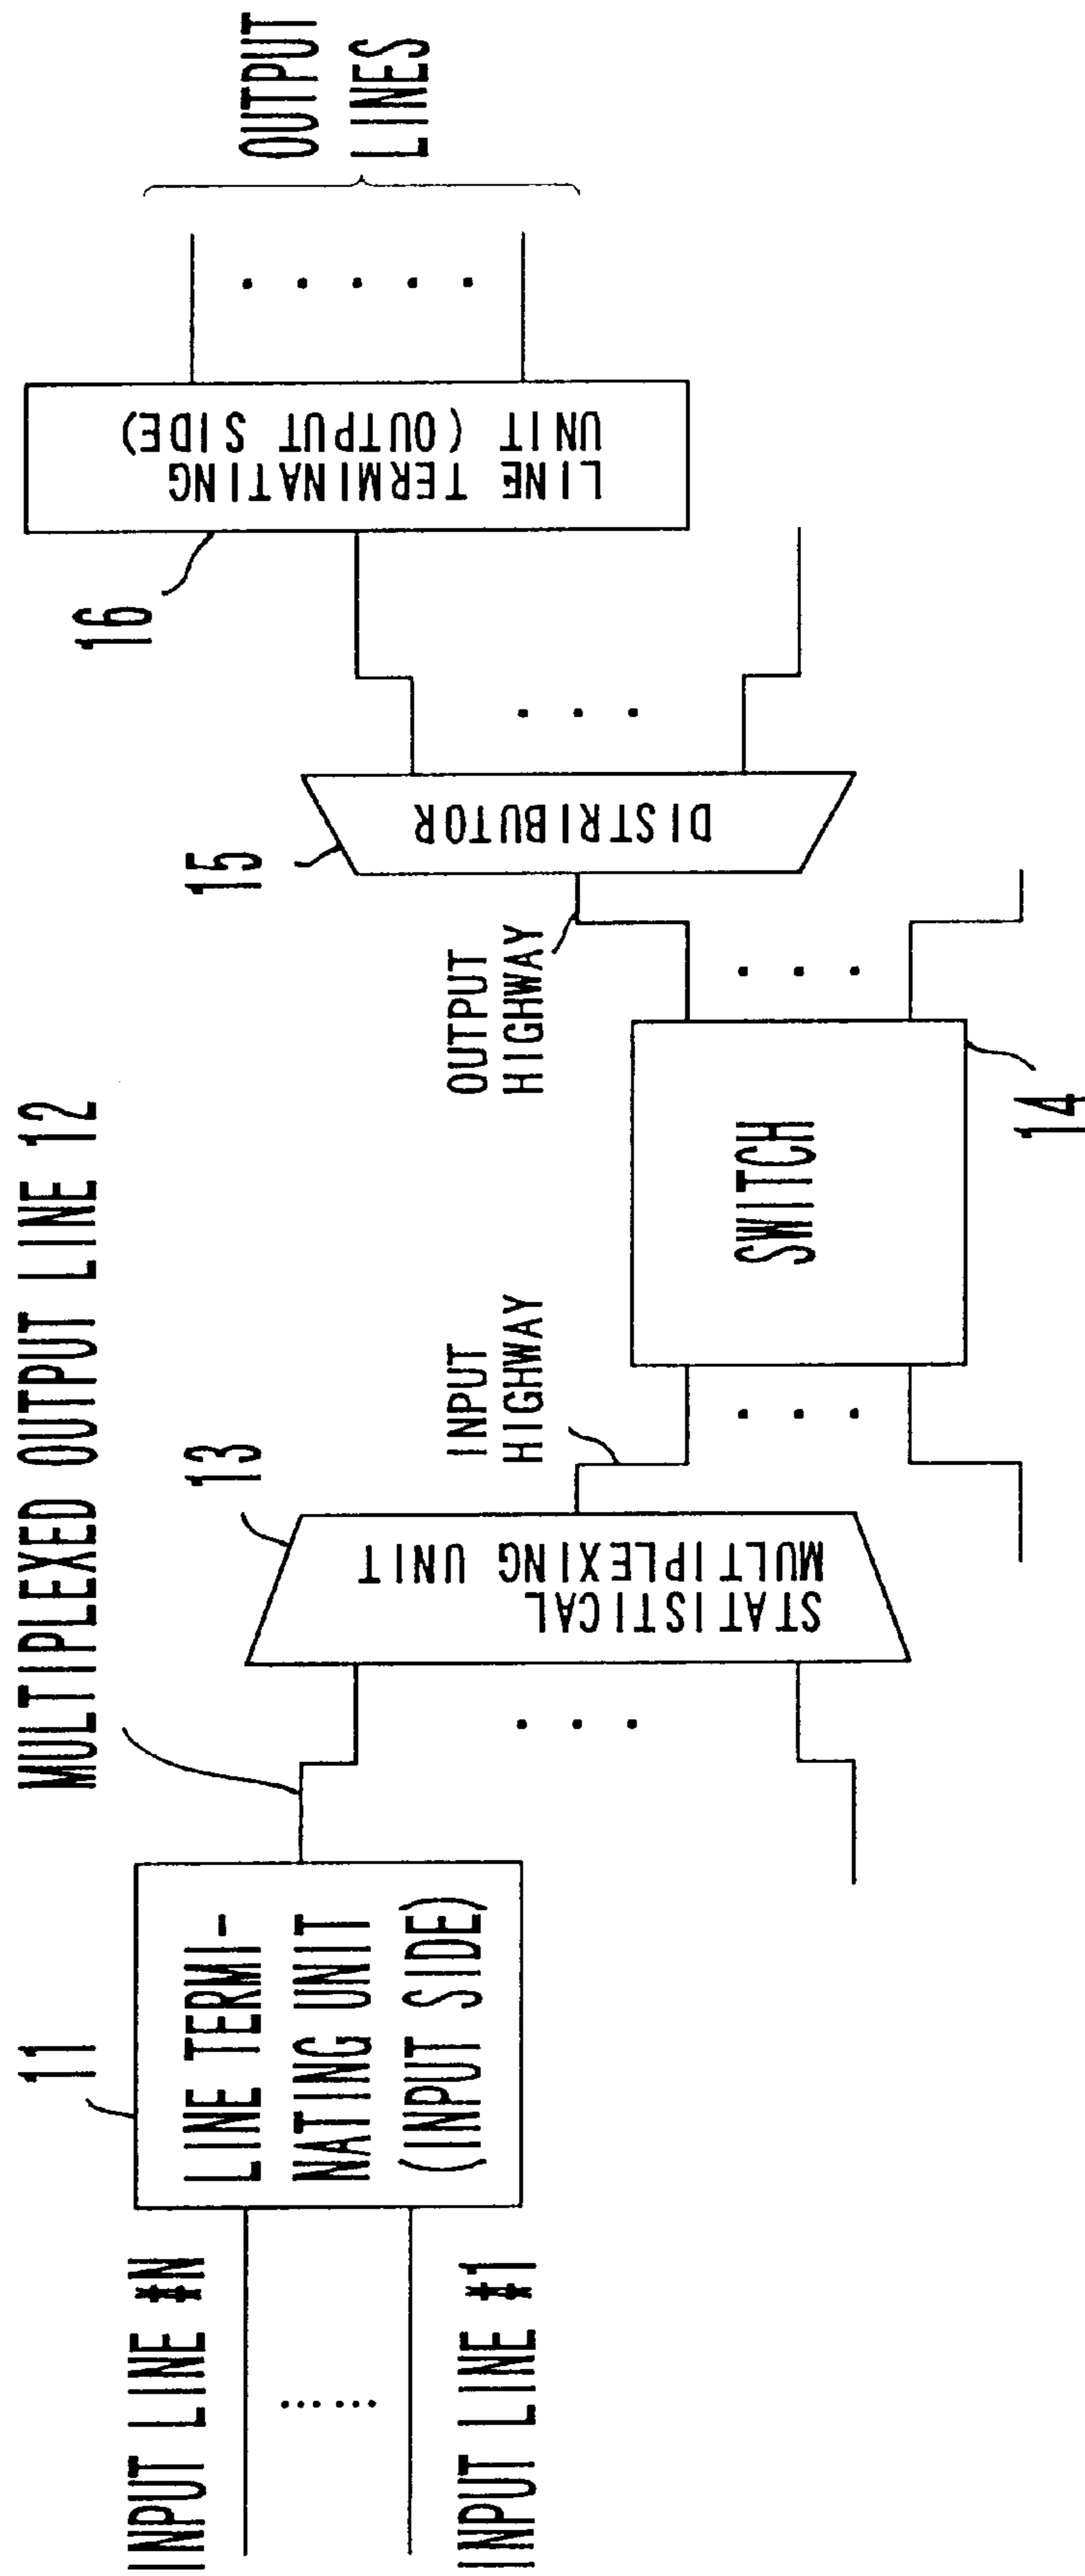 INPUT LINE #N
INPUT LINE #1
11
LINE TERMI-
NATING UNIT
(INPUT SIDE)
MULTIPLEXED OUTPUT LINE 12
13
STATISTICAL
MULTIPLEXING UNIT
INPUT
HIGHWAY
SWITCH
14
OUTPUT
HIGHWAY
15
DISTRIBUTOR
16
LINE TERMINATING
UNIT (OUTPUT SIDE)
OUTPUT
LINES